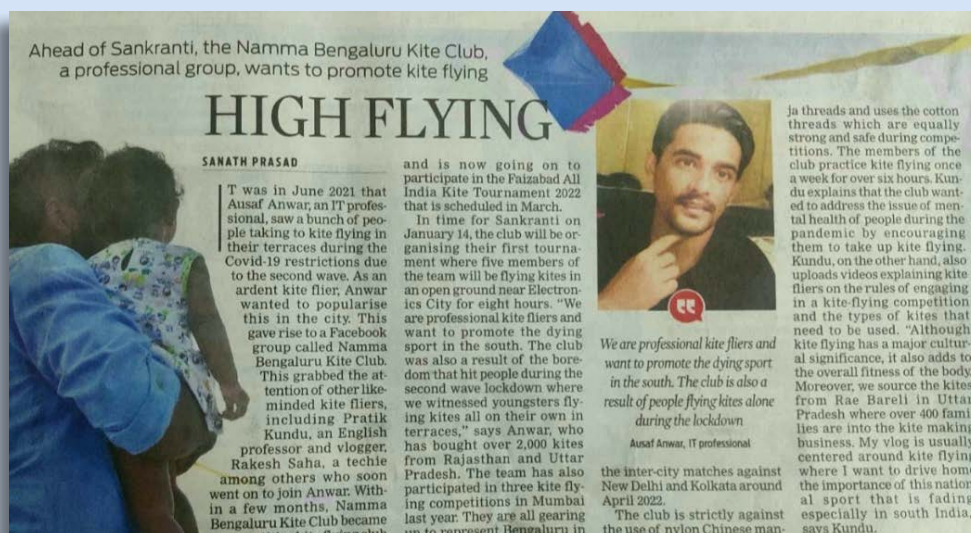 Ahead of Sankranti, the Namma Bengaluru Kite Club,
a professional group, wants to promote kite flying
HIGH FLYING
SANATH PRASAD
IT was in June 2021 that
Ausaf Anwar, an IT profes-
sional, saw a bunch of peo-
ple taking to kite flying in
their terraces during the
Covid-19 restrictions due
to the second wave. As an
ardent kite flier, Anwar
wanted to popularise
this in the city. This
gave rise to a Facebook
group called Namma
Bengaluru Kite Club.
This grabbed the at-
tention of other like-
minded kite fliers,
including Pratik
Kundu, an English
professor and vlogger,
Rakesh Saha, a techie
among others who soon
went on to join Anwar. With-
in a few months, Namma
Bengaluru Kite Club became
and is now going on to
participate in the Faizabad All
India Kite Tournament 2022
that is scheduled in March.
In time for Sankranti on
January 14, the club will be or-
ganising their first tourna-
ment where five members of
the team will be flying kites in
an open ground near Electron-
ics City for eight hours. “We
are professional kite fliers and
want to promote the dying
sport in the south. The club
was also a result of the bore-
dom that hit people during the
second wave lockdown where
we witnessed youngsters fly-
ing kites all on their own in
terraces,” says Anwar, who
has bought over 2,000 kites
from Rajasthan and Uttar
Pradesh. The team has also
participated in three kite fly-
ing competitions in Mumbai
last year. They are all gearing
up to represent Bengaluru in
We are professional kite fliers and
want to promote the dying sport
in the south. The club is also a
result of people flying kites alone
during the lockdown
Ausaf Anwar, IT professional
the inter-city matches against
New Delhi and Kolkata around
April 2022.
The club is strictly against
the use of nylon Chinese man-
ja threads and uses the cotton
threads which are equally
strong and safe during compe-
titions. The members of the
club practice kite flying once
a week for over six hours. Kun-
du explains that the club want-
ed to address the issue of men-
tal health of people during the
pandemic by encouraging
them to take up kite flying.
Kundu, on the other hand, also
uploads videos explaining kite
fliers on the rules of engaging
in a kite-flying competition
and the types of kites that
need to be used. “Although
kite flying has a major cultur-
al significance, it also adds to
the overall fitness of the body.
Moreover, we source the kites
from Rae Bareli in Uttar
Pradesh where over 400 fami
lies are into the kite making
business. My vlog is usually
centered around kite flying
where I want to drive home
the importance of this nation
al sport that is fading
especially in south India,
says Kundu.